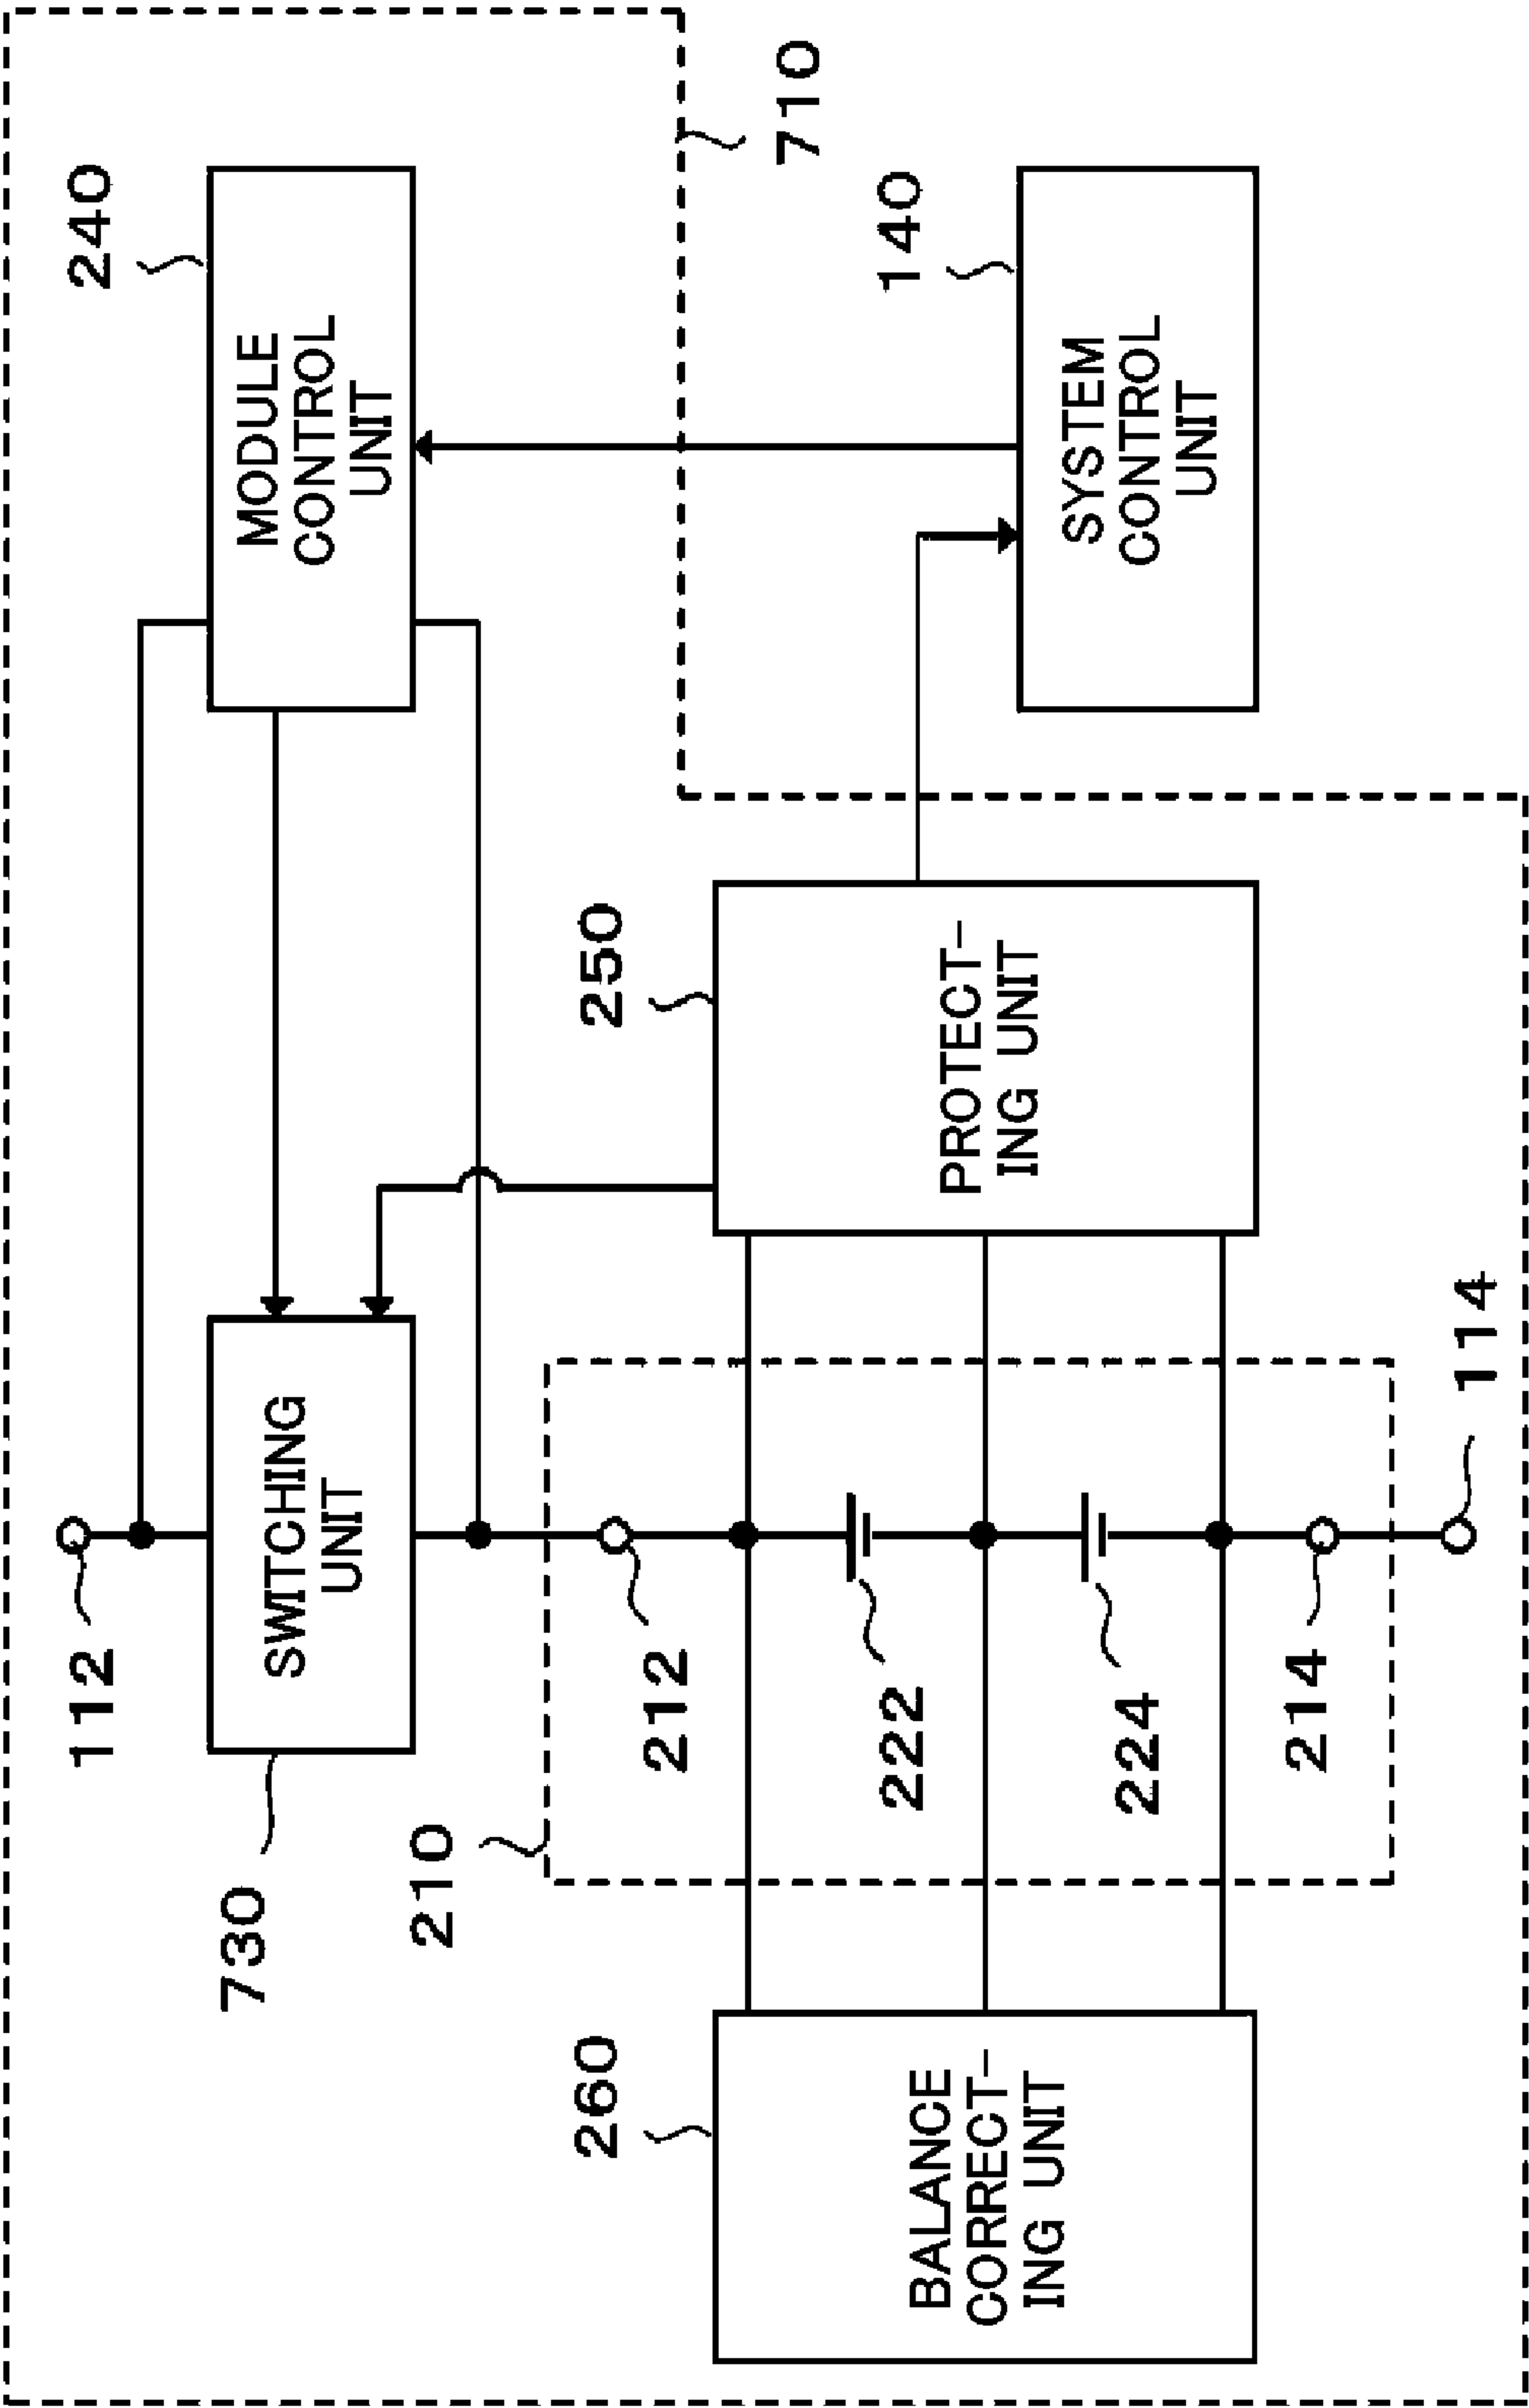 710
112
730
SWITCHING
UNIT
240
MODULE
CONTROL
UNIT
210
212
222
224
214
114
260
BALANCE
CORRECT–
ING UNIT
250
PROTECT–
ING UNIT
140
SYSTEM
CONTROL
UNIT